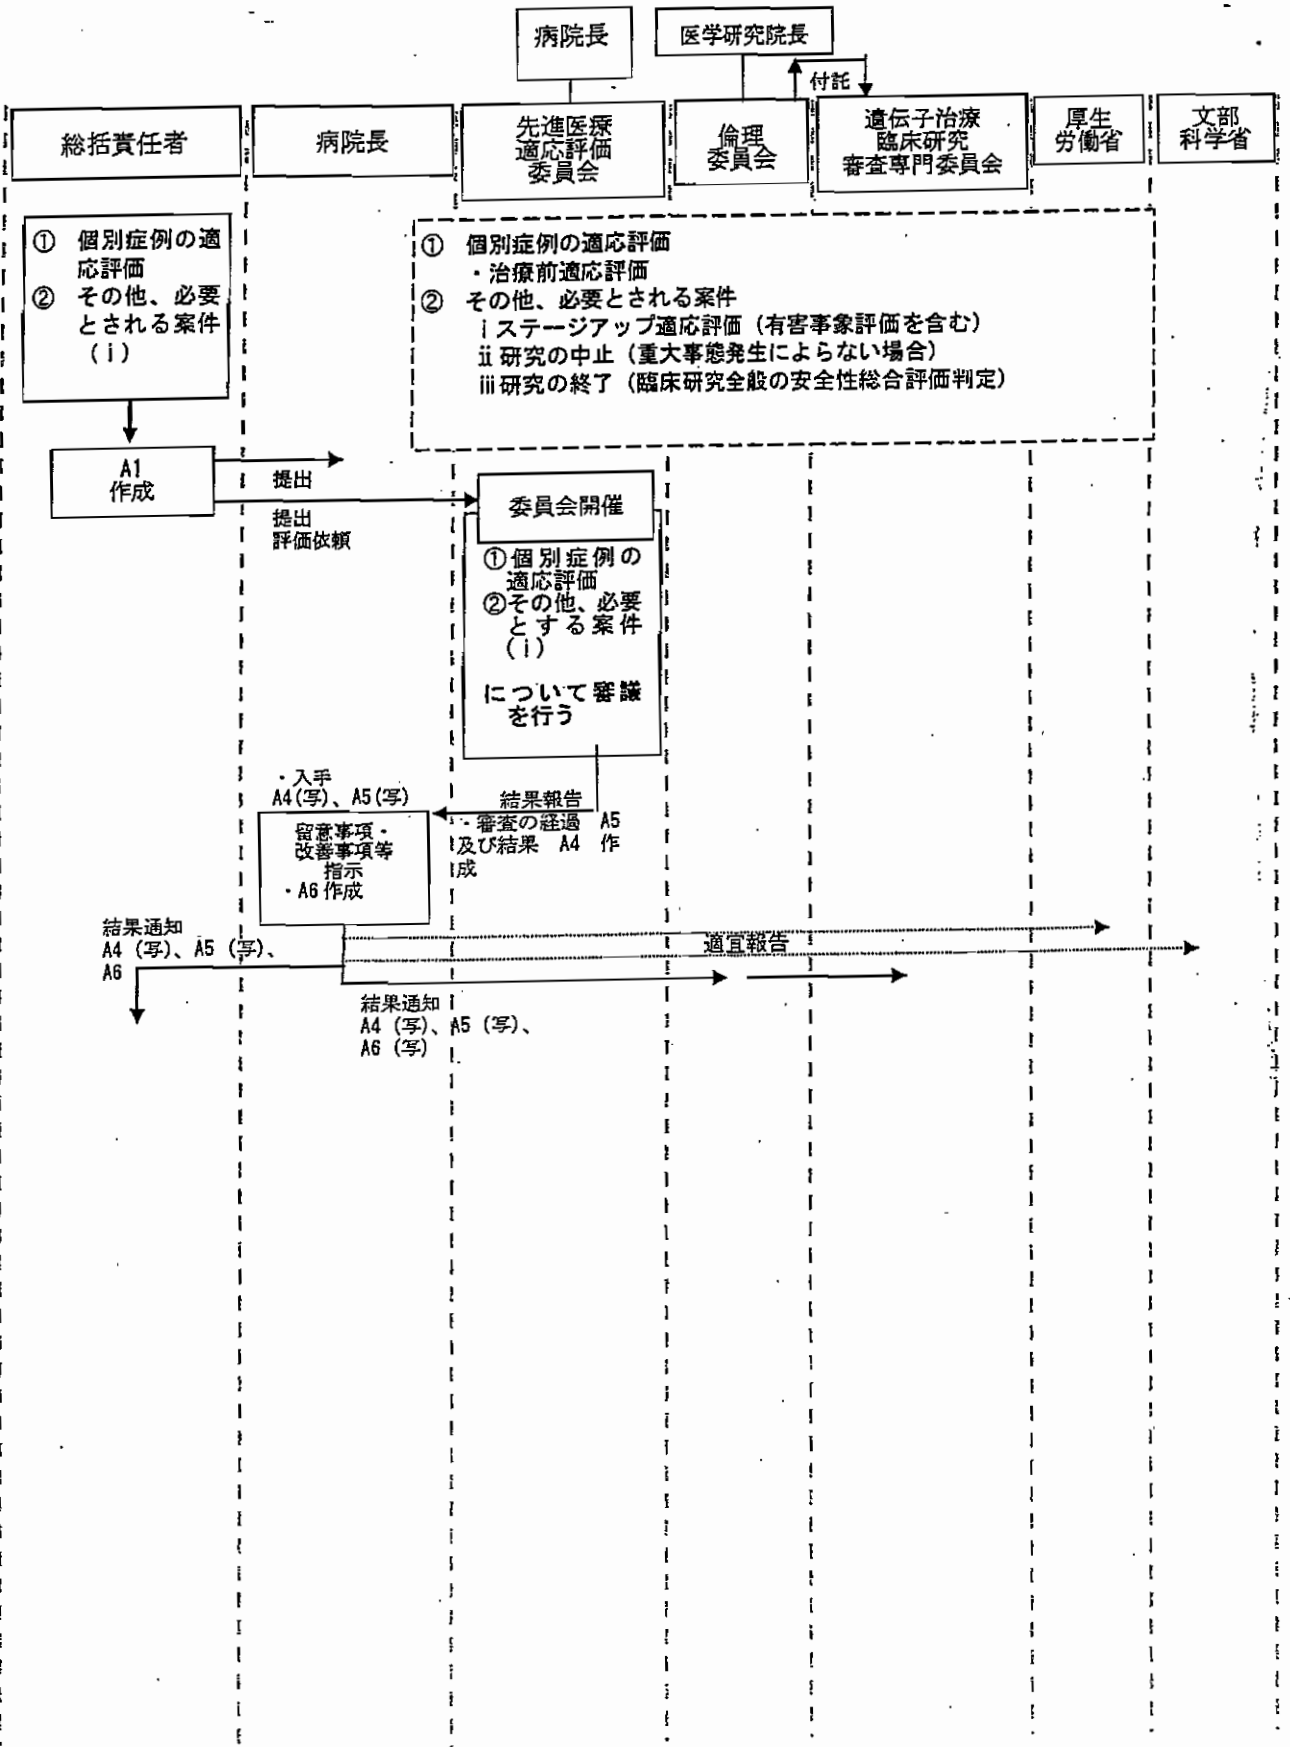 病院長
医学研究院長
付託
総括責任者
病院長
先進医療
適応評価
委員会
倫理
委員会
遺伝子治療
臨床研究
審査専門委員会
厚生
労働省
文部
科学省
① 個別症例の適
応評価
② その他、必要
とされる案件
(ⅰ)
① 個別症例の適応評価
・治療前適応評価
② その他、必要とされる案件
ⅰステージアップ適応評価（有害事象評価を含む）
ⅱ研究の中止（重大事態発生によらない場合）
ⅲ研究の終了（臨床研究全般の安全性総合評価判定）
A1
作成
提出
提出
評価依頼
委員会開催
①個別症例の
適応評価
②その他、必要
とする案件
(ⅰ)
について審議
を行う
・入手
A4(写)、A5(写)
留意事項・
改善事項等
指示
・A6作成
結果報告
・審査の経過 A5
及び結果 A4 作
成
結果通知
A4（写）、A5（写）、
A6
適宜報告
結果通知
A4（写）、A5（写）、
A6（写）